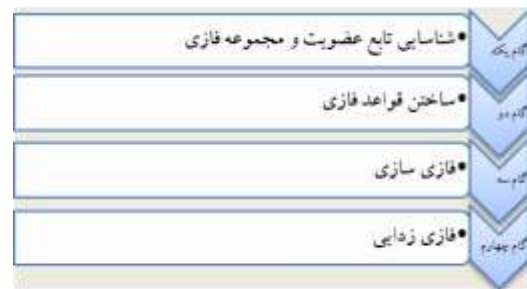 گام یک
•شناسایی تابع عضویت و مجموعه فازی
گام دو
•ساختن قواعد فازی
گام سه
•فازی سازی
گام چهارم
•فازی زدایی